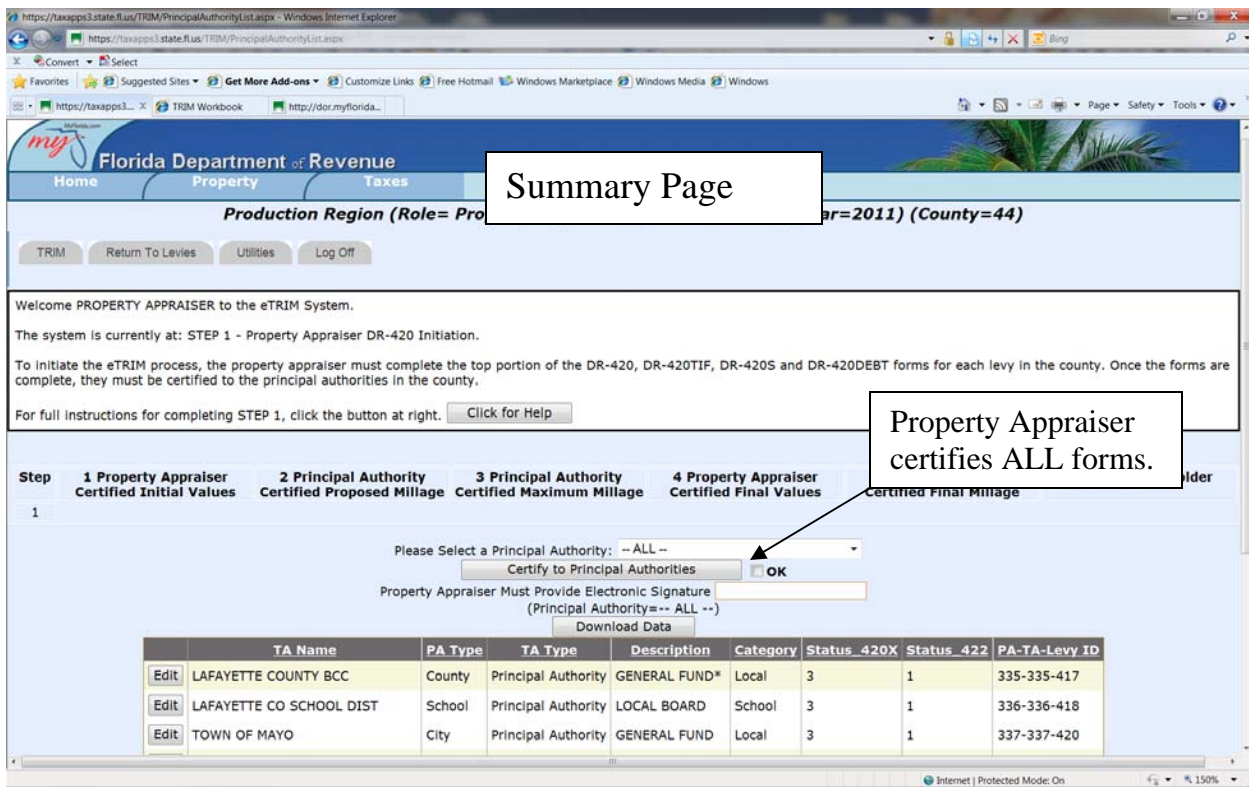 https://taxapps3.state.fl.us/TRIM/PrincipalAuthorityList.aspx - Windows Internet Explorer
https://taxapps3.state.fl.us/TRIM/PrincipalAuthorityList.aspx
Bing
x Convert Select
Favorites Suggested Sites Get More Add-ons Customize Links Free Hotmail Windows Marketplace Windows Media Windows
https://taxapps3... X TRIM Workbook http://dor.myflorida...
Page Safety Tools
MyFlorida.com
my
Florida Department of Revenue
Home Property Taxes
Summary Page
Production Region (Role= Pro ar=2011) (County=44)
TRIM Return To Levies Utilities Log Off
Welcome PROPERTY APPRAISER to the eTRIM System.
The system is currently at: STEP 1 - Property Appraiser DR-420 Initiation.
To initiate the eTRIM process, the property appraiser must complete the top portion of the DR-420, DR-420TIF, DR-420S and DR-420DEBT forms for each levy in the county. Once the forms are
complete, they must be certified to the principal authorities in the county.
For full instructions for completing STEP 1, click the button at right. Click for Help
Property Appraiser
certifies ALL forms.
Step 1 Property Appraiser 2 Principal Authority 3 Principal Authority 4 Property Appraiser older
Certified Initial Values Certified Proposed Millage Certified Maximum Millage Certified Final Values Certified Final Millage
1
Please Select a Principal Authority: -- ALL --
Certify to Principal Authorities OK
Property Appraiser Must Provide Electronic Signature
(Principal Authority=-- ALL --)
Download Data
TA Name PA Type TA Type Description Category Status_420X Status_422 PA-TA-Levy ID
Edit LAFAYETTE COUNTY BCC County Principal Authority GENERAL FUND* Local 3 1 335-335-417
Edit LAFAYETTE CO SCHOOL DIST School Principal Authority LOCAL BOARD School 3 1 336-336-418
Edit TOWN OF MAYO City Principal Authority GENERAL FUND Local 3 1 337-337-420
Internet | Protected Mode: On 150%